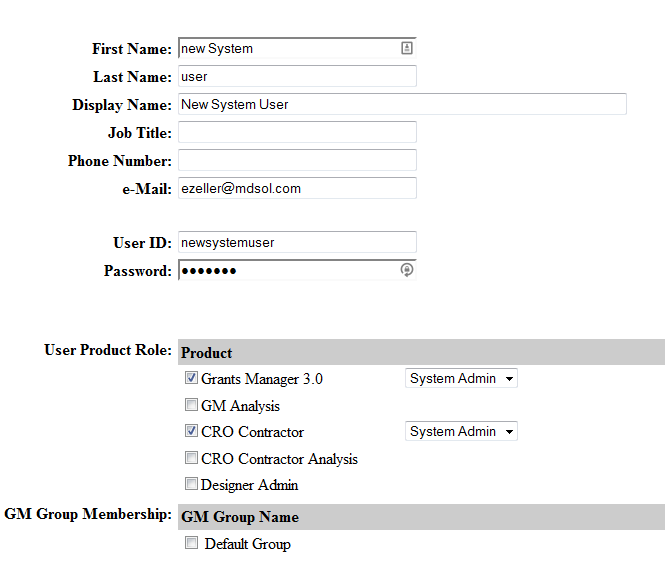 First Name: new System
Last Name: user
Display Name: New System User
Job Title:
Phone Number:
e-Mail: ezeller@mdsol.com
User ID: newsystemuser
Password: •••••••
User Product Role: Product
Grants Manager 3.0 System Admin
GM Analysis
CRO Contractor System Admin
CRO Contractor Analysis
Designer Admin
GM Group Membership: GM Group Name
Default Group